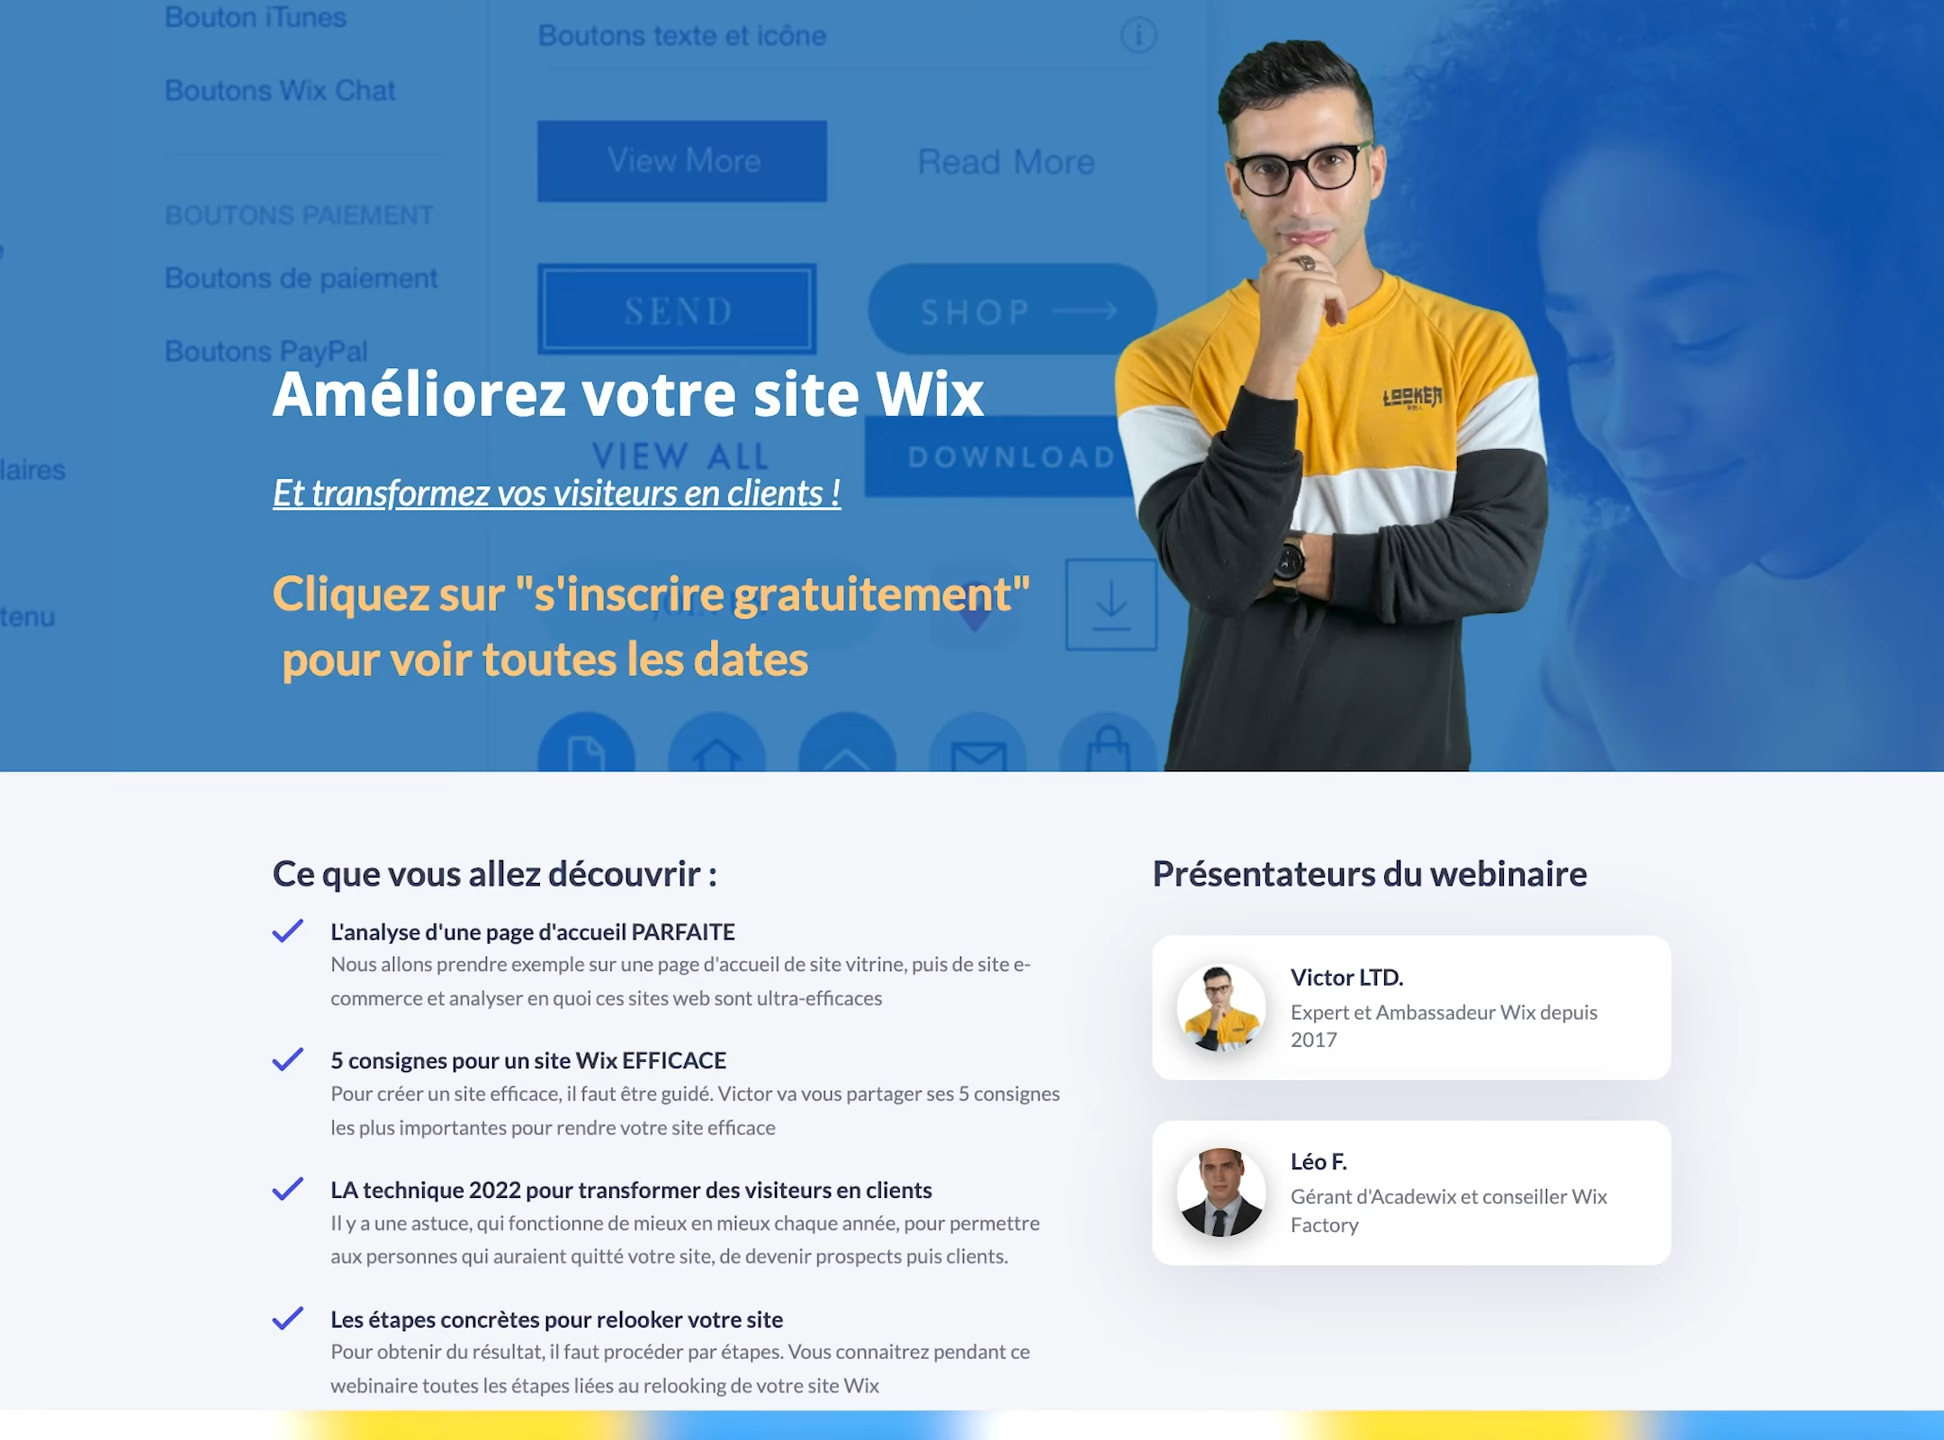 Bouton iTunes
Boutons Wix Chat
BOUTONS PAIEMENT
Boutons de paiement
Boutons PayPal
laires
tenu
Boutons texte et icône
View More
Read More
SEND
SHOP
VIEW ALL
DOWNLOAD
LOOKER
Améliorez votre site Wix
Et transformez vos visiteurs en clients !
Cliquez sur "s'inscrire gratuitement"
pour voir toutes les dates
Ce que vous allez découvrir :
L'analyse d'une page d'accueil PARFAITE
Nous allons prendre exemple sur une page d'accueil de site vitrine, puis de site e-
commerce et analyser en quoi ces sites web sont ultra-efficaces
5 consignes pour un site Wix EFFICACE
Pour créer un site efficace, il faut être guidé. Victor va vous partager ses 5 consignes
les plus importantes pour rendre votre site efficace
LA technique 2022 pour transformer des visiteurs en clients
Il y a une astuce, qui fonctionne de mieux en mieux chaque année, pour permettre
aux personnes qui auraient quitté votre site, de devenir prospects puis clients.
Les étapes concrètes pour relooker votre site
Pour obtenir du résultat, il faut procéder par étapes. Vous connaitrez pendant ce
webinaire toutes les étapes liées au relooking de votre site Wix
Présentateurs du webinaire
Victor LTD.
Expert et Ambassadeur Wix depuis
2017
Léo F.
Gérant d'Acadewix et conseiller Wix
Factory